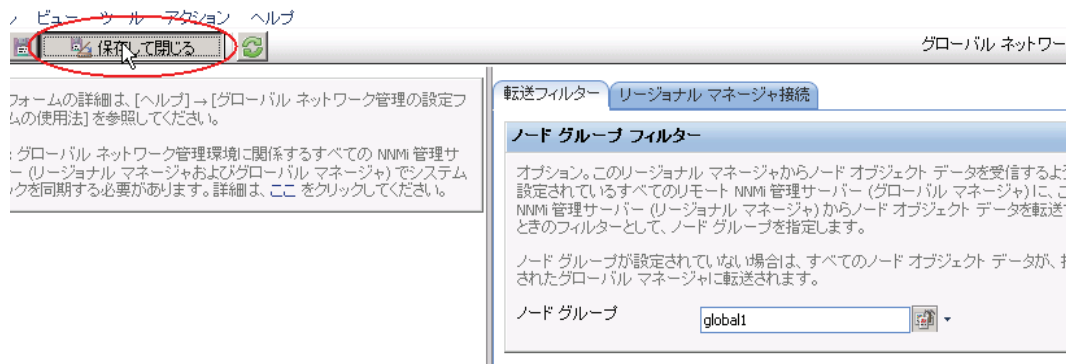 ビュー ツール アクション ヘルプ
保存して閉じる
グローバル ネットワー
フォームの詳細は、[ヘルプ] → [グローバル ネットワーク管理の設定フ
ムの使用法] を参照してください。
: グローバル ネットワーク管理環境に関係するすべての NNMi 管理サ
ー (リージョナル マネージャおよびグローバル マネージャ) でシステム
ックを同期する必要があります。詳細は、ここ をクリックしてください。
転送フィルター リージョナル マネージャ接続
ノード グループ フィルター
オプション。このリージョナル マネージャからノード オブジェクト データを受信するよ
設定されているすべてのリモート NNMi 管理サーバー (グローバル マネージャ) に、こ
NNMi 管理サーバー (リージョナル マネージャ) からノード オブジェクト データを転送
ときのフィルターとして、ノード グループを指定します。
ノード グループが設定されていない場合は、すべてのノード オブジェクト データが、
されたグローバル マネージャに転送されます。
ノード グループ
global1